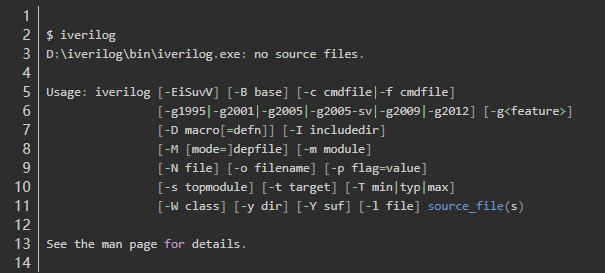 1
2 $ iverilog
3 D:\iverilog\bin\iverilog.exe: no source files.
4
5 Usage: iverilog [-EiSuvV] [-B base] [-c cmdfile|-f cmdfile]
6                 [-g1995|-g2001|-g2005|-g2005-sv|-g2009|-g2012] [-g<feature>]
7                 [-D macro[=defn]] [-I includedir]
8                 [-M [mode=]depfile] [-m module]
9                 [-N file] [-o filename] [-p flag=value]
10                 [-s topmodule] [-t target] [-T min|typ|max]
11                 [-W class] [-y dir] [-Y suf] [-l file] source_file(s)
12
13 See the man page for details.
14